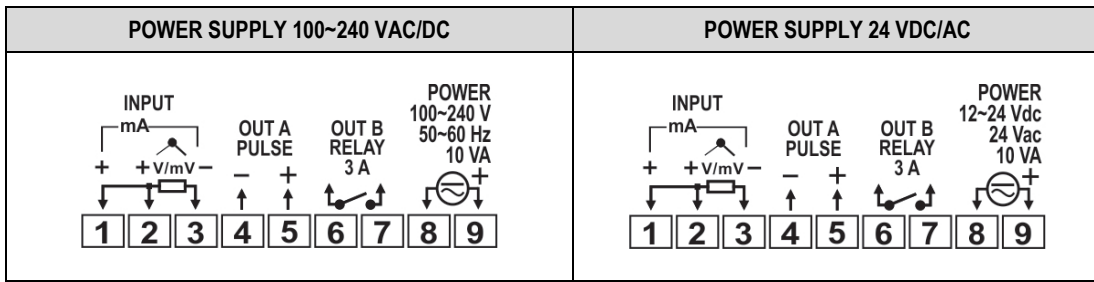 POWER SUPPLY 100~240 VAC/DC
INPUT
mA
+ + V/mV –
OUT A
PULSE
– +
OUT B
RELAY
3 A
POWER
100~240 V
50~60 Hz
10 VA
+
1 2 3 4 5 6 7 8 9
POWER SUPPLY 24 VDC/AC
INPUT
mA
+ + V/mV –
OUT A
PULSE
– +
OUT B
RELAY
3 A
POWER
12~24 Vdc
24 Vac
10 VA
+
1 2 3 4 5 6 7 8 9